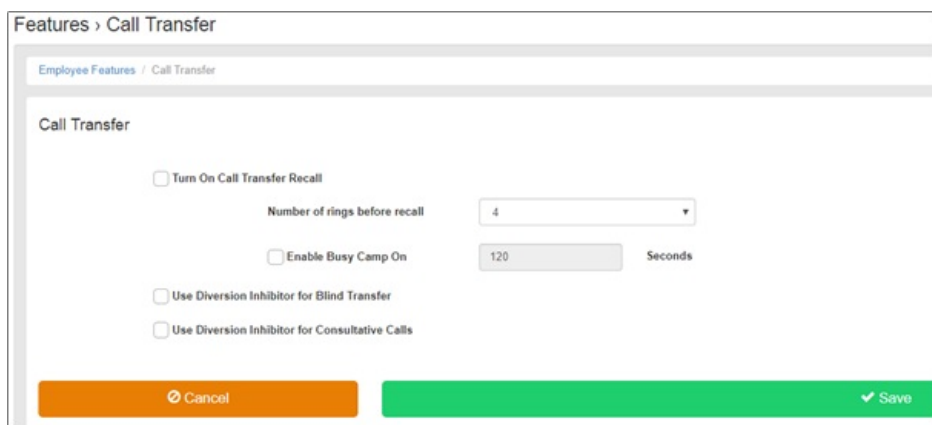 Features › Call Transfer
Employee Features / Call Transfer
Call Transfer
Turn On Call Transfer Recall
Number of rings before recall 4
Enable Busy Camp On 120 Seconds
Use Diversion Inhibitor for Blind Transfer
Use Diversion Inhibitor for Consultative Calls
Cancel Save